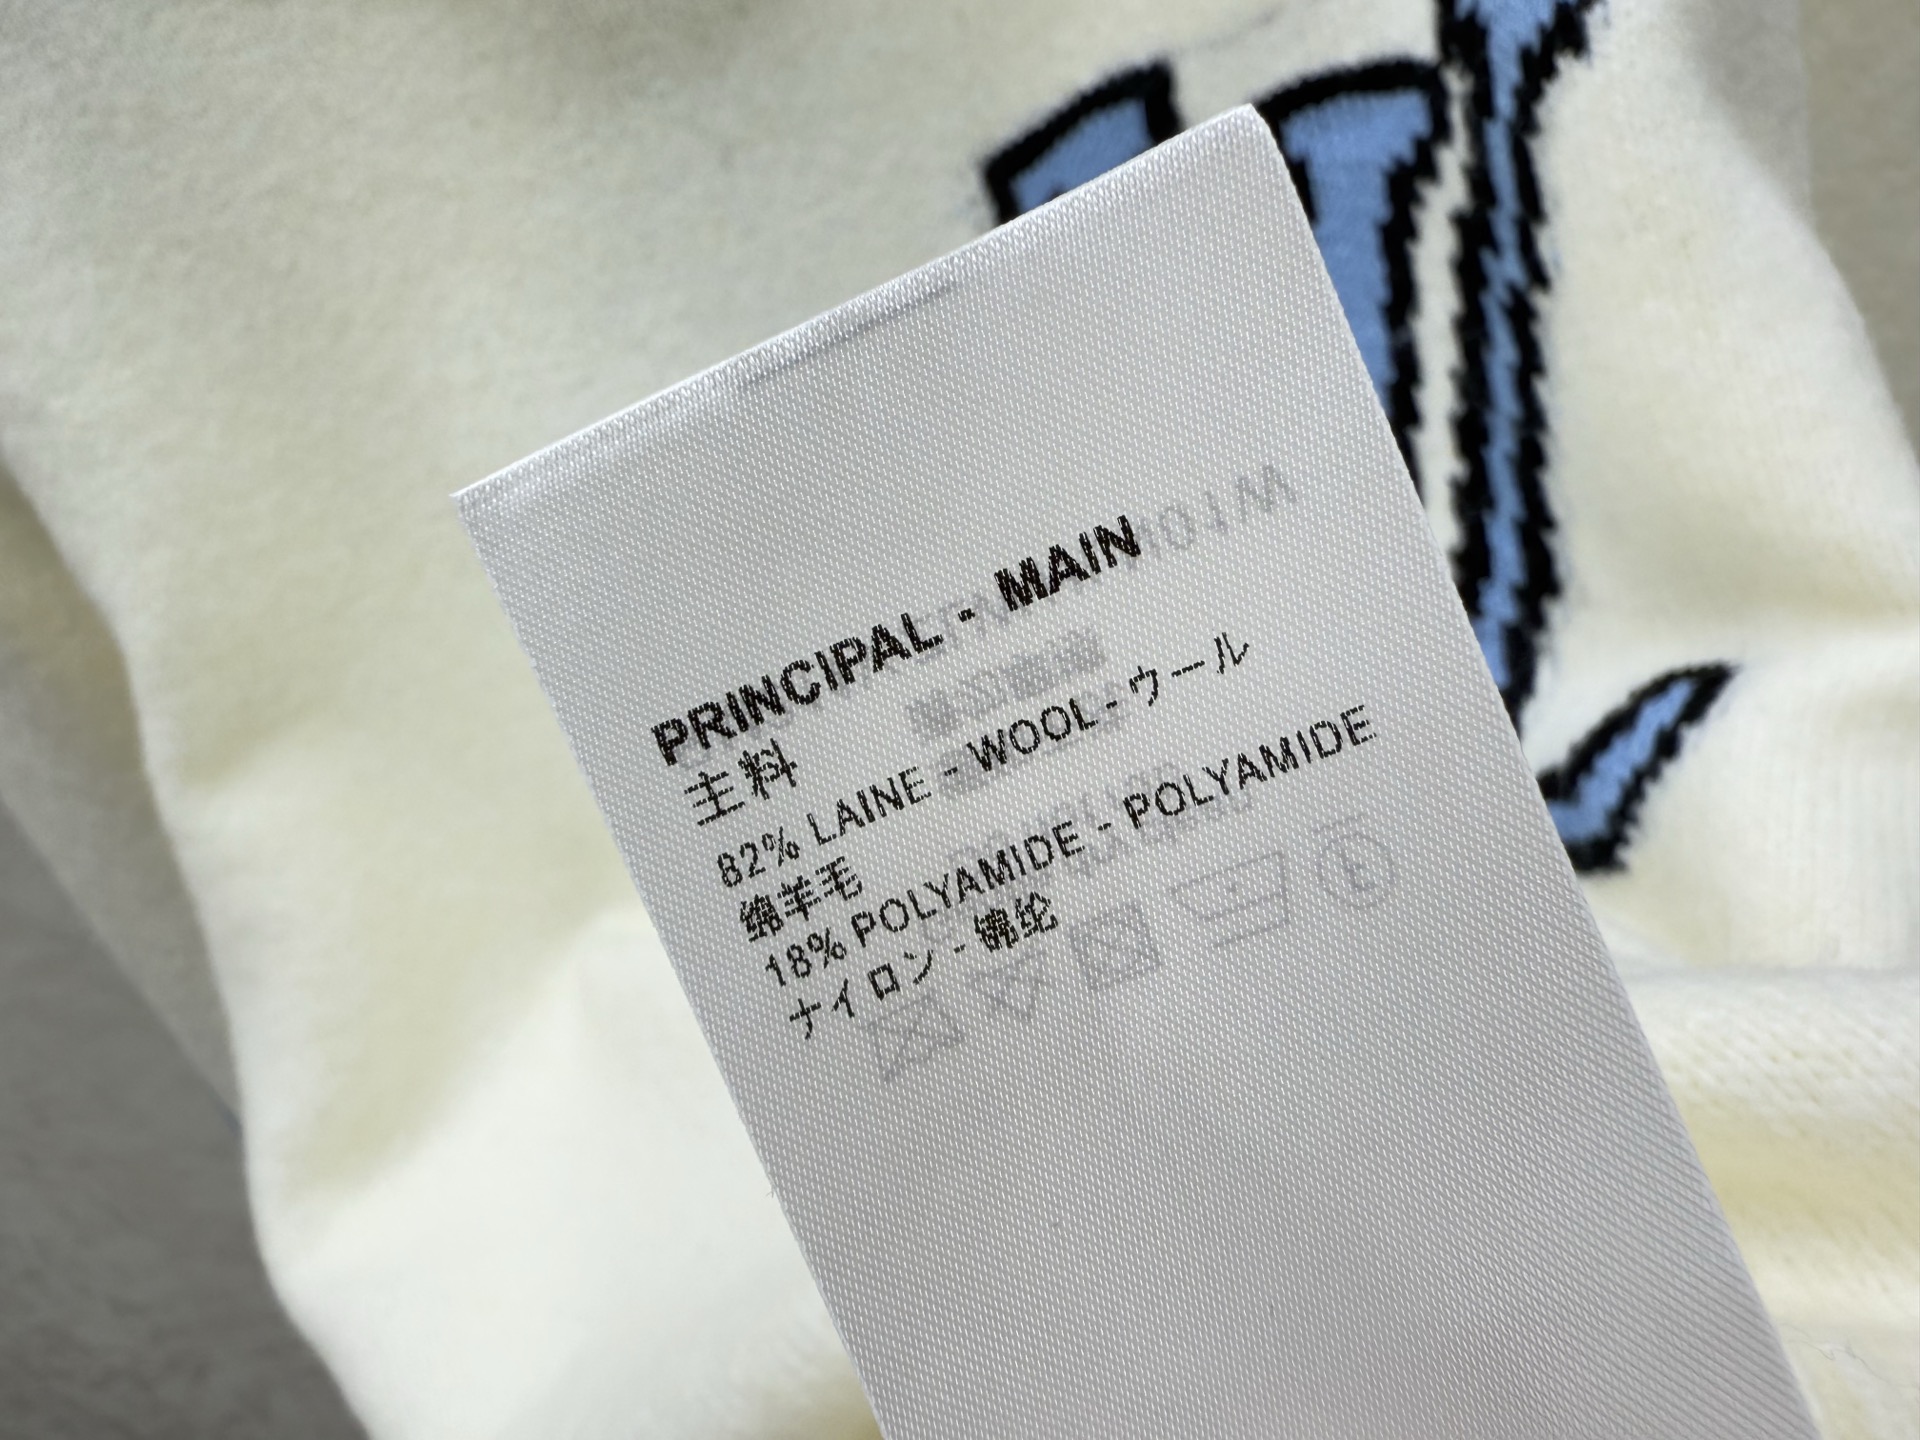 PRINCIPAL - MAIN
主料
82% LAINE - WOOL - ウール
绵羊毛
18% POLYAMIDE - POLYAMIDE
ナイロン - 锦纶